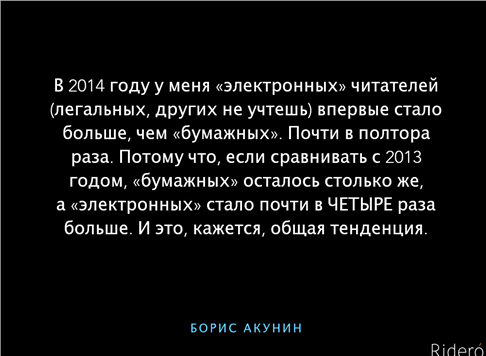 В 2014 году у меня «электронных» читателей
(легальных, других не учтешь) впервые стало
больше, чем «бумажных». Почти в полтора
раза. Потому что, если сравнивать с 2013
годом, «бумажных» осталось столько же,
а «электронных» стало почти в ЧЕТЫРЕ раза
больше. И это, кажется, общая тенденция.
БОРИС АКУНИН
Rideró